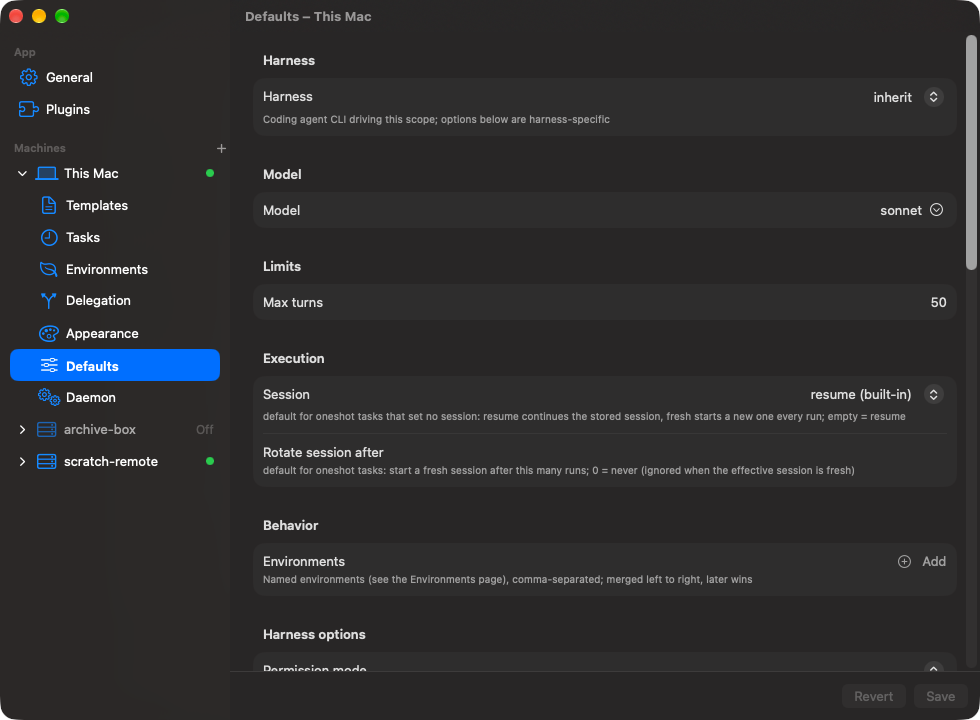 Defaults – This Mac
App
General
Plugins
Machines
This Mac
Templates
Tasks
Environments
Delegation
Appearance
Defaults
Daemon
archive-box Off
scratch-remote
Harness
Harness inherit
Coding agent CLI driving this scope; options below are harness-specific
Model
Model sonnet
Limits
Max turns 50
Execution
Session resume (built-in)
default for oneshot tasks that set no session: resume continues the stored session, fresh starts a new one every run; empty = resume
Rotate session after
default for oneshot tasks: start a fresh session after this many runs; 0 = never (ignored when the effective session is fresh)
Behavior
Environments Add
Named environments (see the Environments page), comma-separated; merged left to right, later wins
Harness options
Permission mode
Revert Save